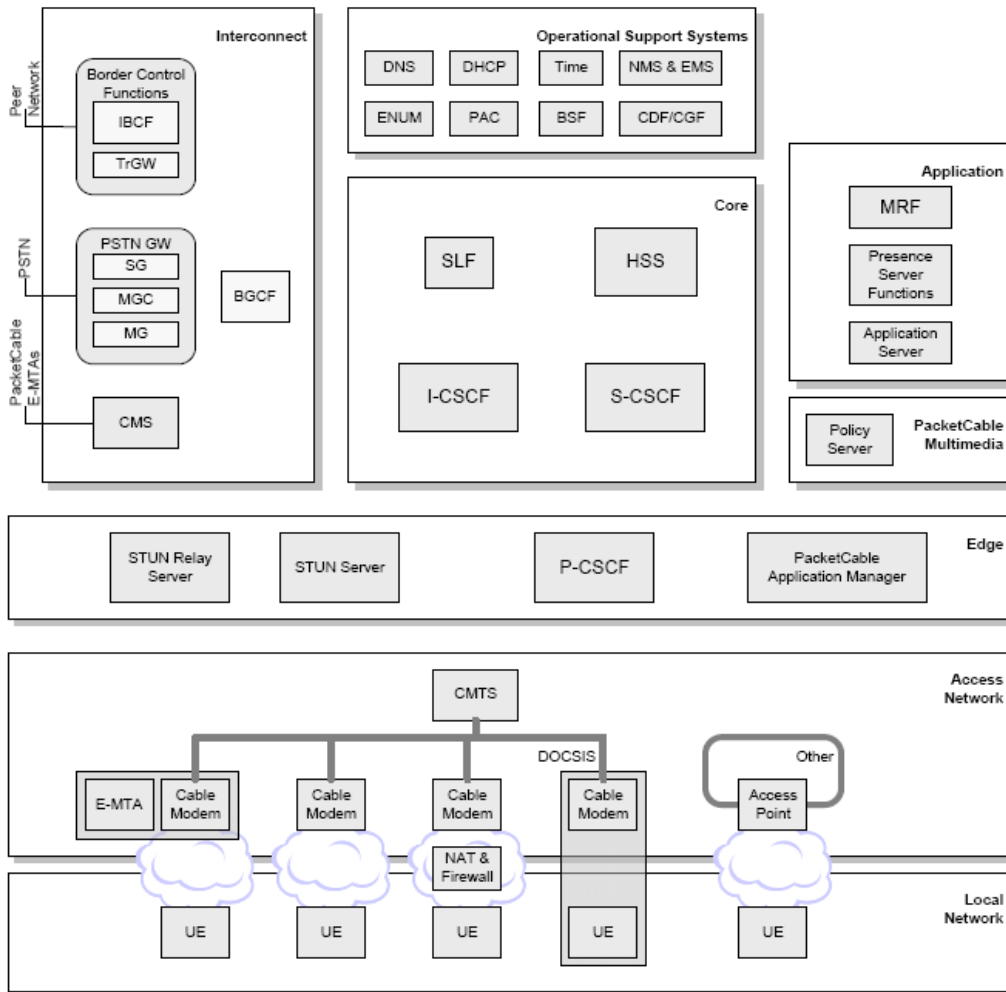 Interconnect
Peer
Network
Border Control
Functions
IBCF
TrGW
PSTN
PSTN GW
SG
MGC
MG
BGCF
PacketCable
E-MTAs
CMS
Operational Support Systems
DNS
DHCP
Time
NMS & EMS
ENUM
PAC
BSF
CDF/CGF
Core
SLF
HSS
I-CSCF
S-CSCF
Application
MRF
Presence
Server
Functions
Application
Server
PacketCable
Multimedia
Policy
Server
Edge
STUN Relay
Server
STUN Server
P-CSCF
PacketCable
Application Manager
Access
Network
CMTS
DOCSIS
Other
E-MTA
Cable
Modem
Cable
Modem
Cable
Modem
Cable
Modem
Access
Point
NAT &
Firewall
Local
Network
UE
UE
UE
UE
UE